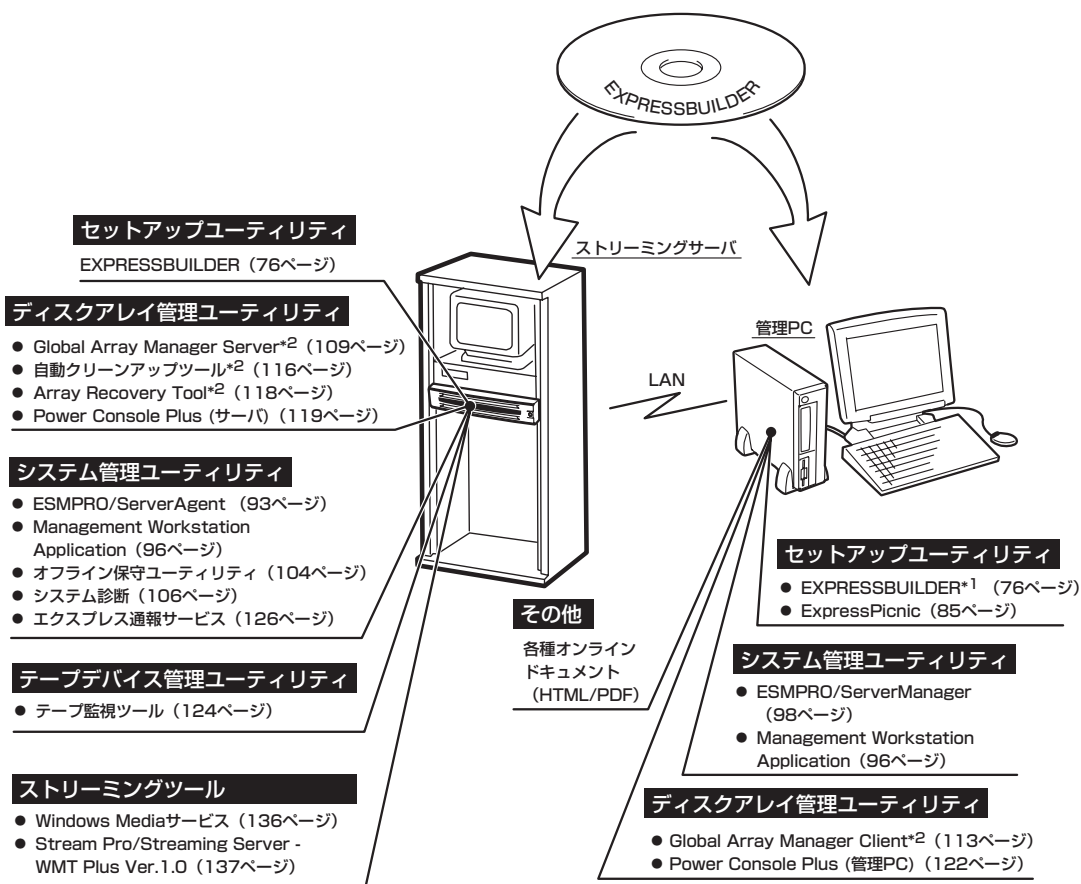 EXPRESSBUILDER
セットアップユーティリティ
EXPRESSBUILDER（76ページ）
ディスクアレイ管理ユーティリティ
● Global Array Manager Server*2（109ページ）
● 自動クリーンアップツール*2（116ページ）
● Array Recovery Tool*2（118ページ）
● Power Console Plus (サーバ)（119ページ）
システム管理ユーティリティ
● ESMPRO/ServerAgent （93ページ）
● Management Workstation
Application（96ページ）
● オフライン保守ユーティリティ（104ページ）
● システム診断（106ページ）
● エクスプレス通報サービス（126ページ）
テープデバイス管理ユーティリティ
● テープ監視ツール（124ページ）
ストリーミングツール
● Windows Mediaサービス（136ページ）
● Stream Pro/Streaming Server -
WMT Plus Ver.1.0（137ページ）
ストリーミングサーバ
LAN
管理PC
その他
各種オンライン
ドキュメント
（HTML/PDF）
セットアップユーティリティ
● EXPRESSBUILDER*1 （76ページ）
● ExpressPicnic（85ページ）
システム管理ユーティリティ
● ESMPRO/ServerManager
（98ページ）
● Management Workstation
Application（96ページ）
ディスクアレイ管理ユーティリティ
● Global Array Manager Client*2（113ページ）
● Power Console Plus (管理PC)（122ページ）